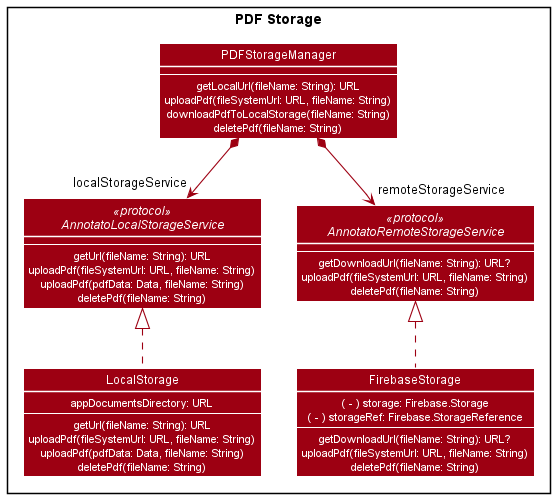 PDF Storage
PDFStorageManager
getLocalUrl(fileName: String): URL
uploadPdf(fileSystemUrl: URL, fileName: String)
downloadPdfToLocalStorage(fileName: String)
deletePdf(fileName: String)
localStorageService
remoteStorageService
«protocol»
AnnotatoLocalStorageService
getUrl(fileName: String): URL
uploadPdf(fileSystemUrl: URL, fileName: String)
uploadPdf(pdfData: Data, fileName: String)
deletePdf(fileName: String)
«protocol»
AnnotatoRemoteStorageService
getDownloadUrl(fileName: String): URL?
uploadPdf(fileSystemUrl: URL, fileName: String)
deletePdf(fileName: String)
LocalStorage
appDocumentsDirectory: URL
getUrl(fileName: String): URL
uploadPdf(fileSystemUrl: URL, fileName: String)
uploadPdf(pdfData: Data, fileName: String)
deletePdf(fileName: String)
FirebaseStorage
( - ) storage: Firebase.Storage
( - ) storageRef: Firebase.StorageReference
getDownloadUrl(fileName: String): URL?
uploadPdf(fileSystemUrl: URL, fileName: String)
deletePdf(fileName: String)